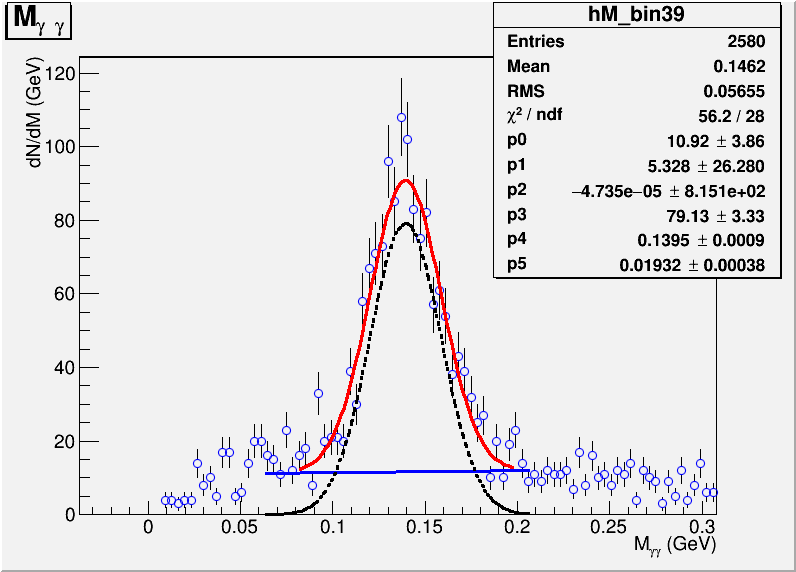 Mγ γ
hM_bin39
Entries 2580
Mean 0.1462
RMS 0.05655
χ² / ndf 56.2 / 28
p0 10.92 ± 3.86
p1 5.328 ± 26.280
p2 −4.735e−05 ± 8.151e+02
p3 79.13 ± 3.33
p4 0.1395 ± 0.0009
p5 0.01932 ± 0.00038
dN/dM (GeV)
120
100
80
60
40
20
0
0 0.05 0.1 0.15 0.2 0.25 0.3
Mγγ (GeV)